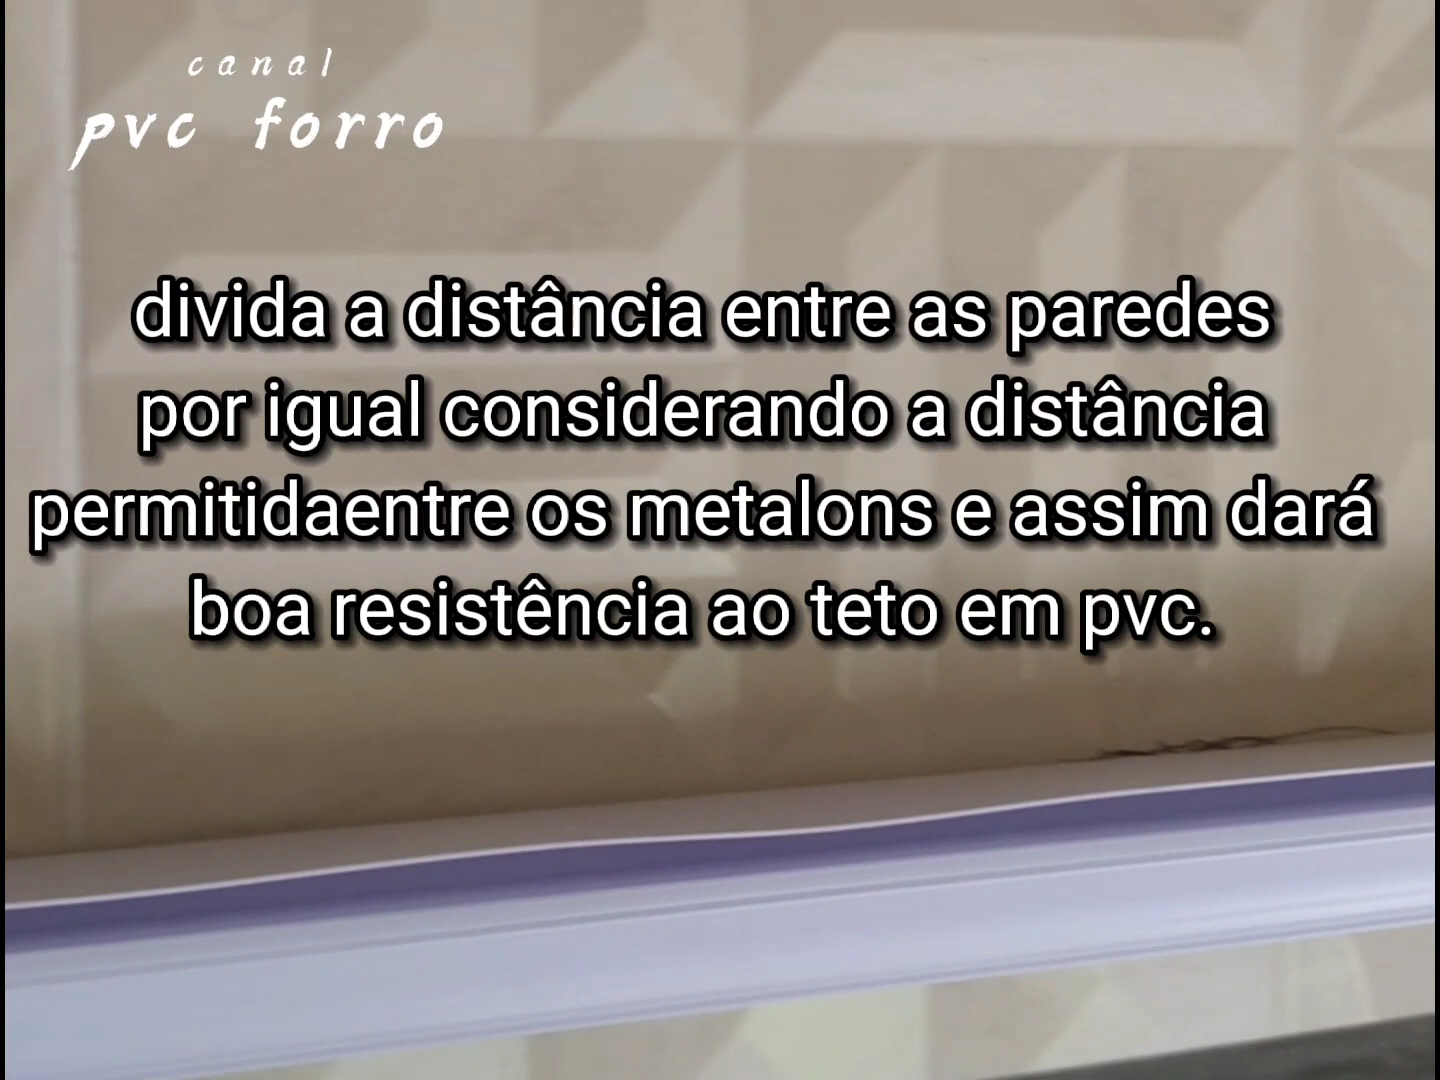 canal
pvc forro
divida a distância entre as paredes
por igual considerando a distância
permitidaentre os metalons e assim dará
boa resistência ao teto em pvc.